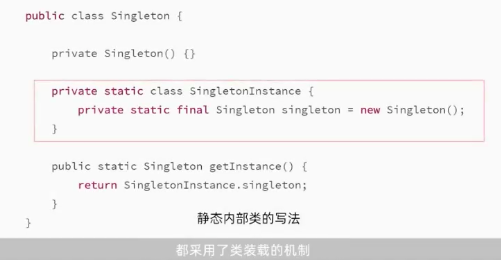 public class Singleton {
private Singleton() {}
private static class SingletonInstance {
private static final Singleton singleton = new Singleton();
}
public static Singleton getInstance() {
return SingletonInstance.singleton;
}
}
静态内部类的写法
都采用了类装载的机制